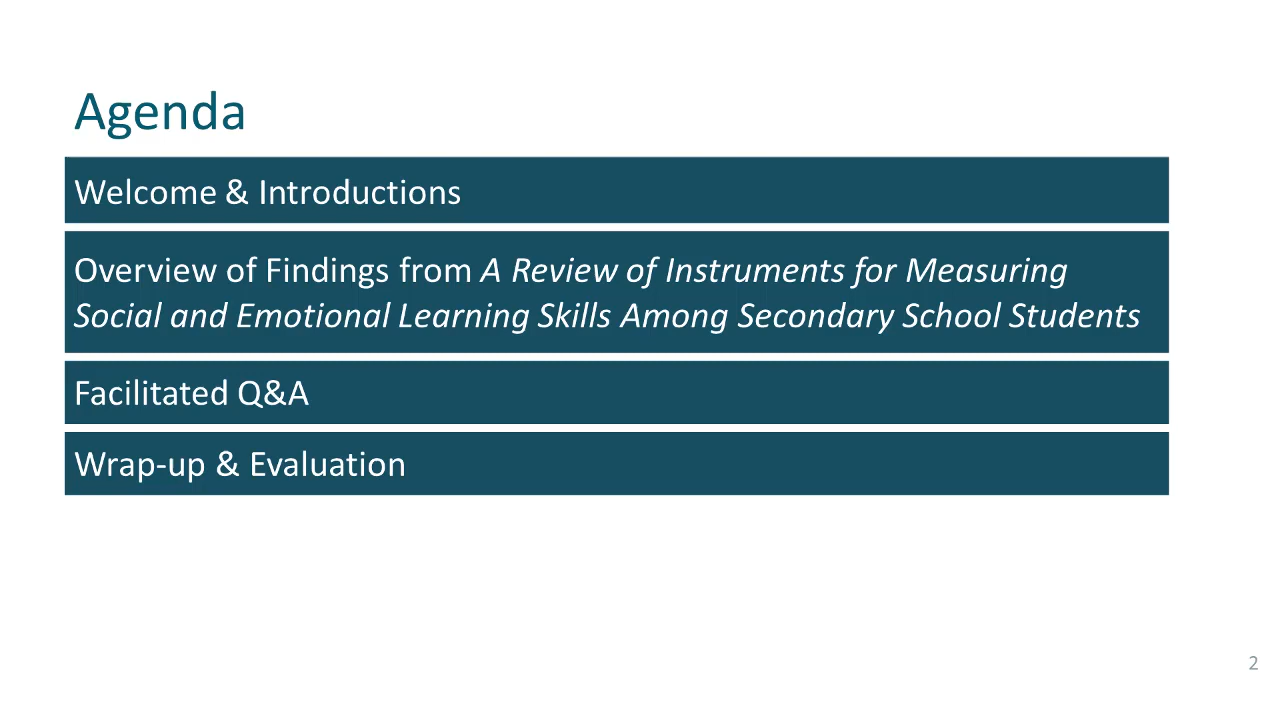 Agenda
Welcome & Introductions
Overview of Findings from A Review of Instruments for Measuring
Social and Emotional Learning Skills Among Secondary School Students
Facilitated Q&A
Wrap-up & Evaluation
2